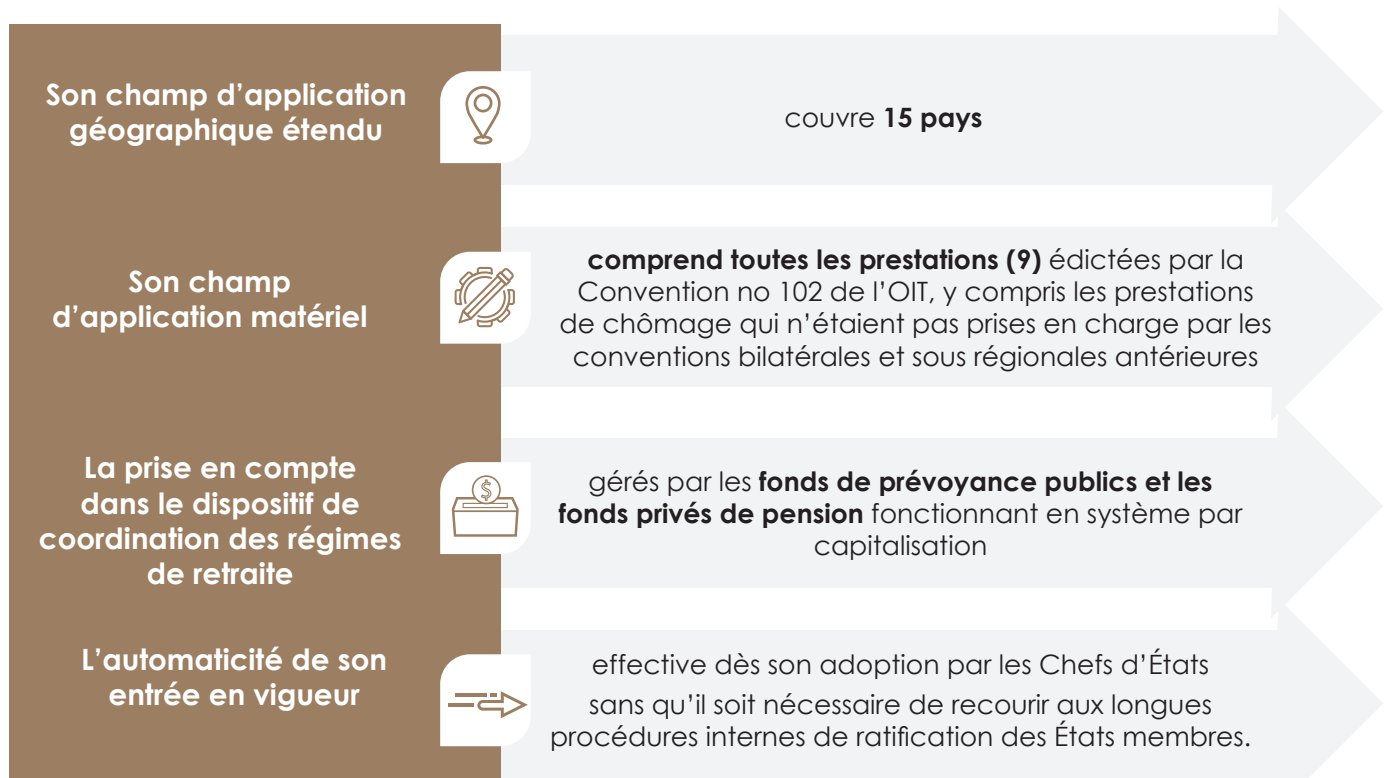 Son champ d’application
géographique étendu
couvre 15 pays
Son champ
d’application matériel
comprend toutes les prestations (9) édictées par la
Convention no 102 de l’OIT, y compris les prestations
de chômage qui n’étaient pas prises en charge par les
conventions bilatérales et sous régionales antérieures
La prise en compte
dans le dispositif de
coordination des régimes
de retraite
$
gérés par les fonds de prévoyance publics et les
fonds privés de pension fonctionnant en système par
capitalisation
L’automaticité de son
entrée en vigueur
effective dès son adoption par les Chefs d’États
sans qu’il soit nécessaire de recourir aux longues
procédures internes de ratification des États membres.